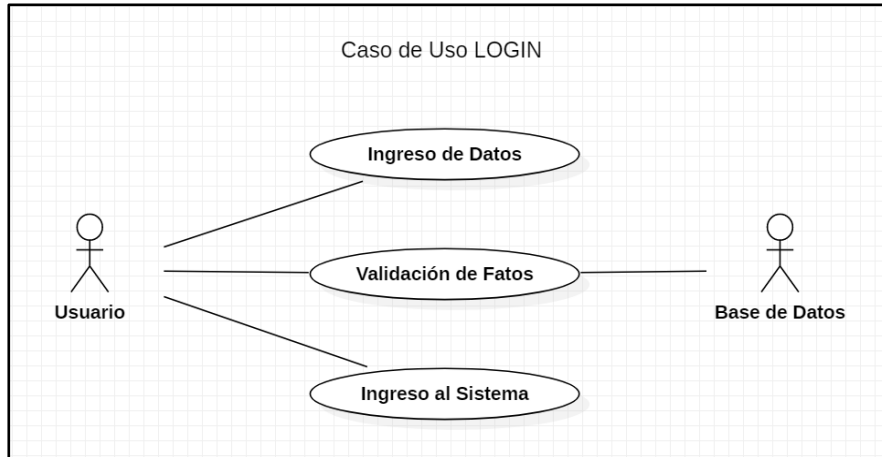 Caso de Uso LOGIN
Ingreso de Datos
Validación de Fatos
Usuario
Base de Datos
Ingreso al Sistema